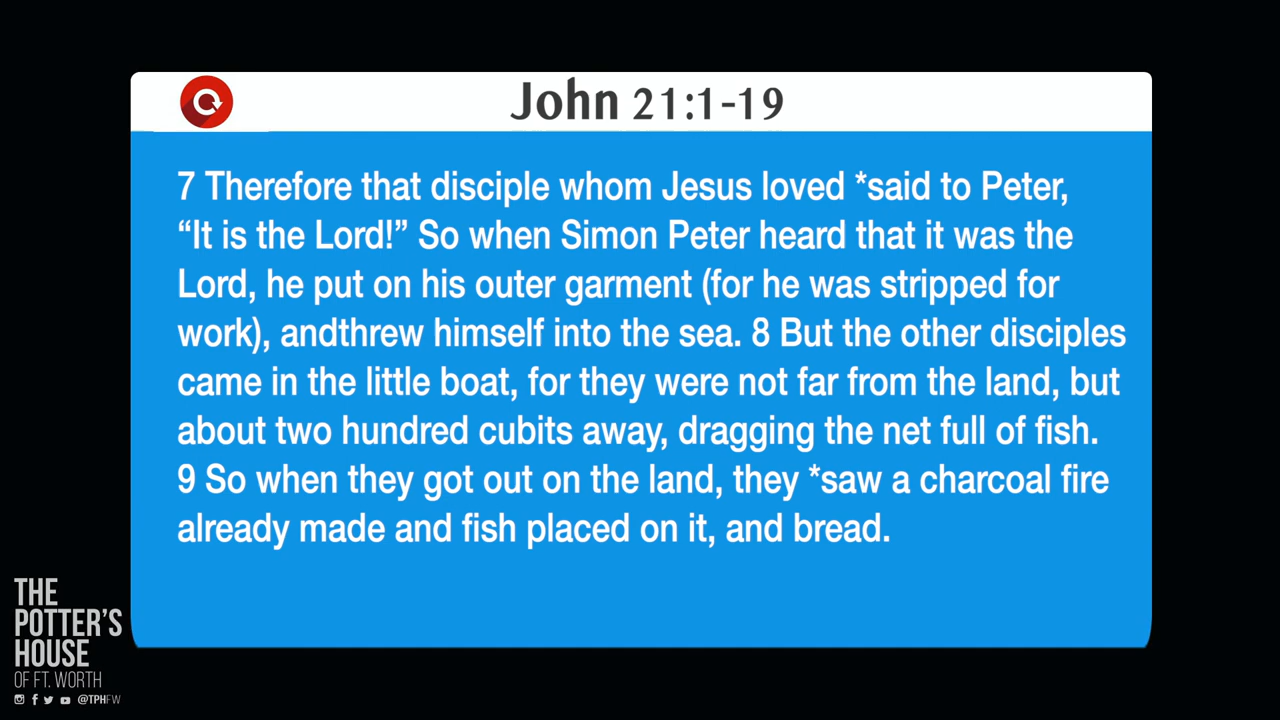 John 21:1-19
7 Therefore that disciple whom Jesus loved *said to Peter,
“It is the Lord!” So when Simon Peter heard that it was the
Lord, he put on his outer garment (for he was stripped for
work), andthrew himself into the sea. 8 But the other disciples
came in the little boat, for they were not far from the land, but
about two hundred cubits away, dragging the net full of fish.
9 So when they got out on the land, they *saw a charcoal fire
already made and fish placed on it, and bread.
THE
POTTER’S
HOUSE
OF FT. WORTH
@TPHFW